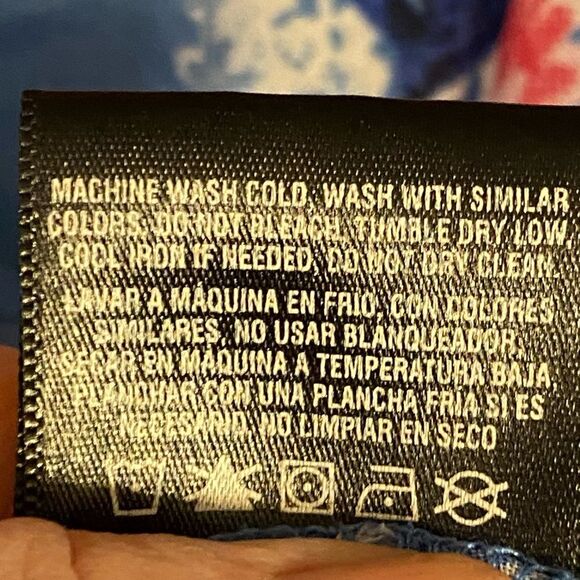 MACHINE WASH COLD, WASH WITH SIMILAR
COLORS. DO NOT BLEACH, TUMBLE DRY LOW,
COOL IRON IF NEEDED, DO NOT DRY CLEAN.
LAVAR A MÁQUINA EN FRIO, CON COLORES
SIMILARES, NO USAR BLANQUEADOR,
SECAR EN MAQUINA A TEMPERATURA BAJA
PLANCHAR CON UNA PLANCHA FRIA SI ES
NECESARIO, NO LIMPIAR EN SECO